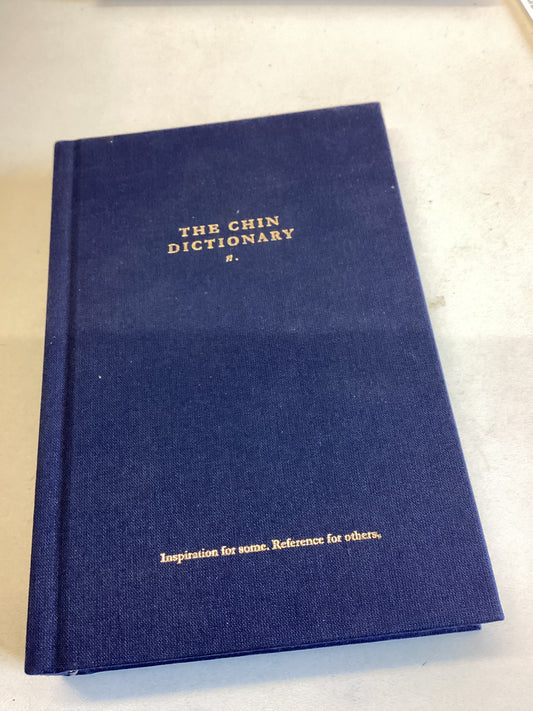 THE CHIN
DICTIONARY
n.
Inspiration for some. Reference for others.